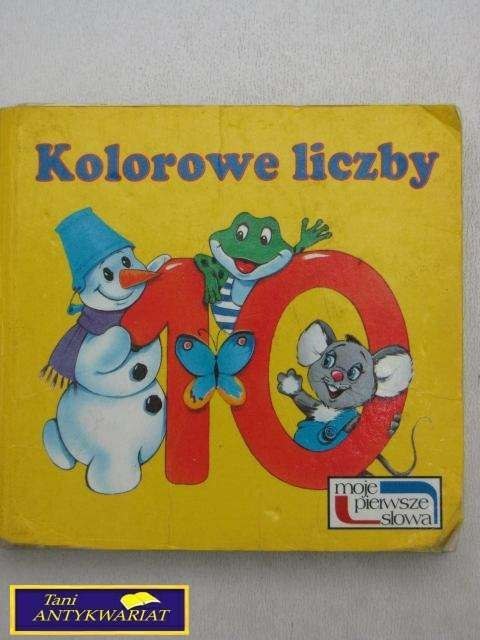 Kolorowe liczby
10
moje
pierwsze
słowa
Tani
ANTYKWARIAT